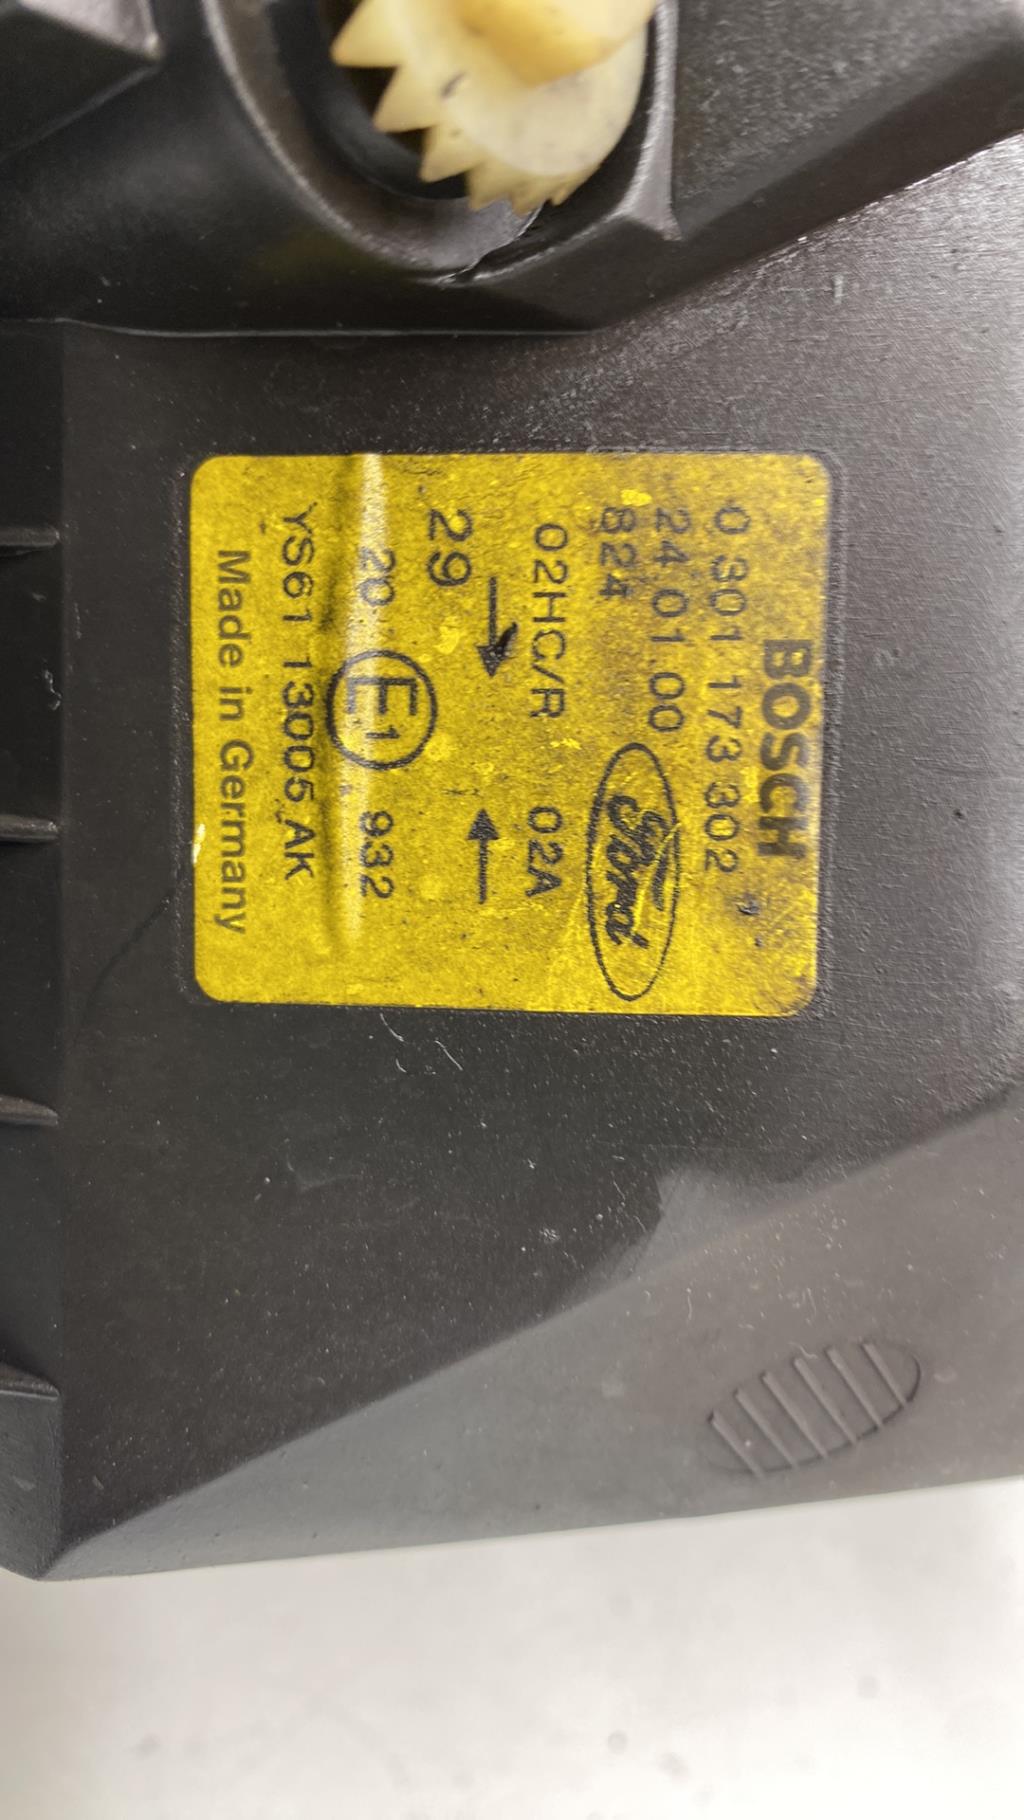 BOSCH
0 301 173 302
24 01 00
824
Ford
02HC/R 02A
29 → ←
20 E1 932
YS61 13005 AK
Made in Germany